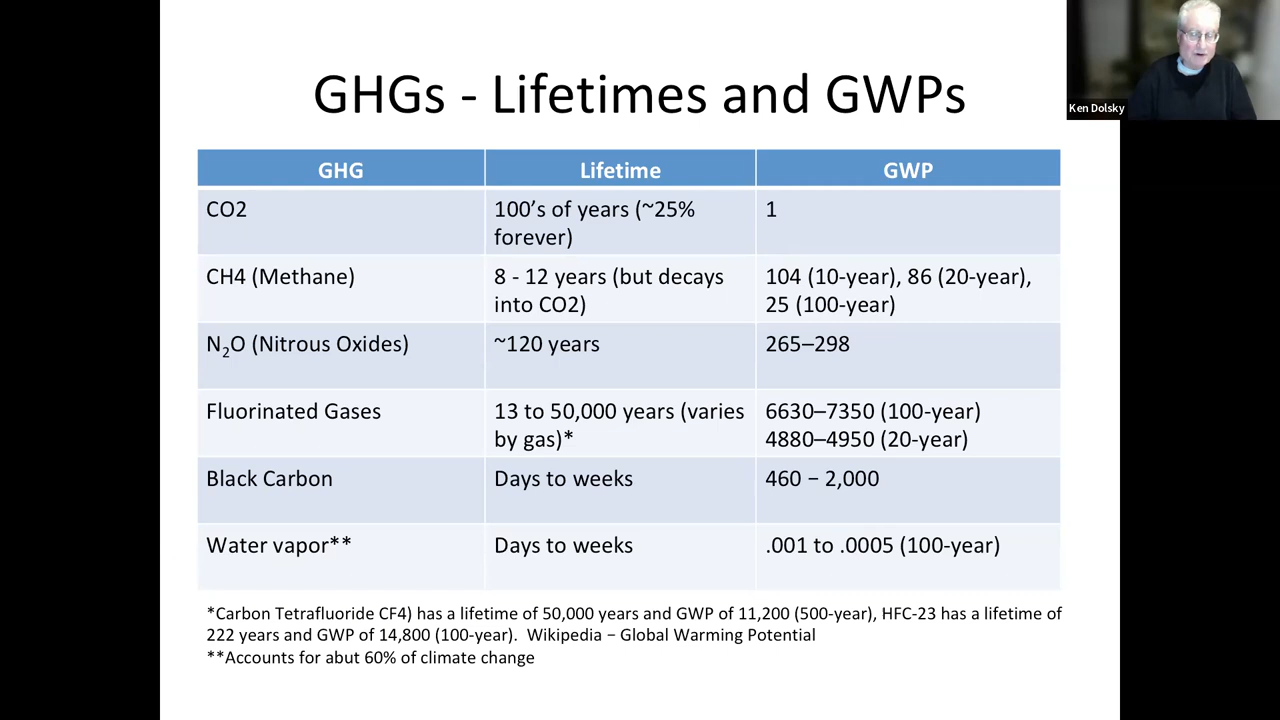 GHGs - Lifetimes and GWPs
Ken Dolsky
GHG Lifetime GWP
CO2 100’s of years (~25% 1
forever)
CH4 (Methane) 8 - 12 years (but decays 104 (10-year), 86 (20-year),
into CO2) 25 (100-year)
N₂O (Nitrous Oxides) ~120 years 265–298
Fluorinated Gases 13 to 50,000 years (varies 6630–7350 (100-year)
by gas)* 4880–4950 (20-year)
Black Carbon Days to weeks 460 – 2,000
Water vapor** Days to weeks .001 to .0005 (100-year)
*Carbon Tetrafluoride CF4) has a lifetime of 50,000 years and GWP of 11,200 (500-year), HFC-23 has a lifetime of
222 years and GWP of 14,800 (100-year). Wikipedia – Global Warming Potential
**Accounts for abut 60% of climate change